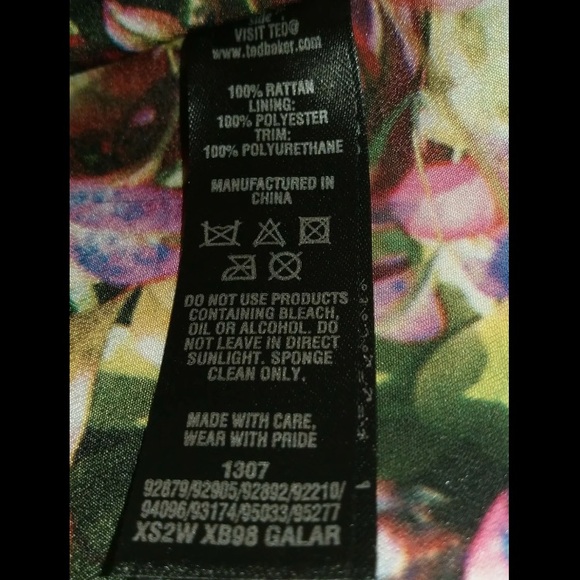 VISIT TED@
www.tedbaker.com
100% RATTAN
LINING:
100% POLYESTER
TRIM:
100% POLYURETHANE
MANUFACTURED IN
CHINA
DO NOT USE PRODUCTS
CONTAINING BLEACH,
OIL OR ALCOHOL. DO
NOT LEAVE IN DIRECT
SUNLIGHT. SPONGE
CLEAN ONLY.
MADE WITH CARE,
WEAR WITH PRIDE
1307
92879/92905/92892/92210/
94096/93174/95033/95277
XS2W XB98 GALAR